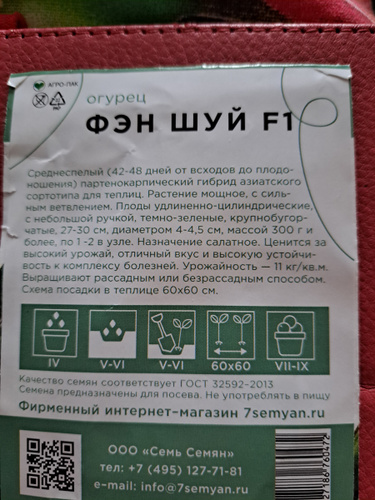 АГРО-ПАК
огурец
ФЭН ШУЙ F1
Среднеспелый (42-48 дней от всходов до плодо-
ношения) партенокарпический гибрид азиатского
сортотипа для теплиц. Растение мощное, с силь-
ным ветвлением. Плоды удлиненно-цилиндрические,
с небольшой ручкой, темно-зеленые, крупнобугор-
чатые, 27-30 см, диаметром 4-4,5 см, массой 300 г и
более, по 1-2 в узле. Назначение салатное. Ценится за
высокий урожай, отличный вкус и высокую устойчи-
вость к комплексу болезней. Урожайность — 11 кг/кв.м.
Выращивают рассадным или безрассадным способом.
Схема посадки в теплице 60х60 см.
IV V-VI V-VI 60х60 VII-IX
Качество семян соответствует ГОСТ 32592-2013
Семена предназначены для посева. Не употреблять в пищу
Фирменный интернет-магазин 7semyan.ru
ООО «Семь Семян»
тел: +7 (495) 127-71-81
e-mail: info@7semyan.ru